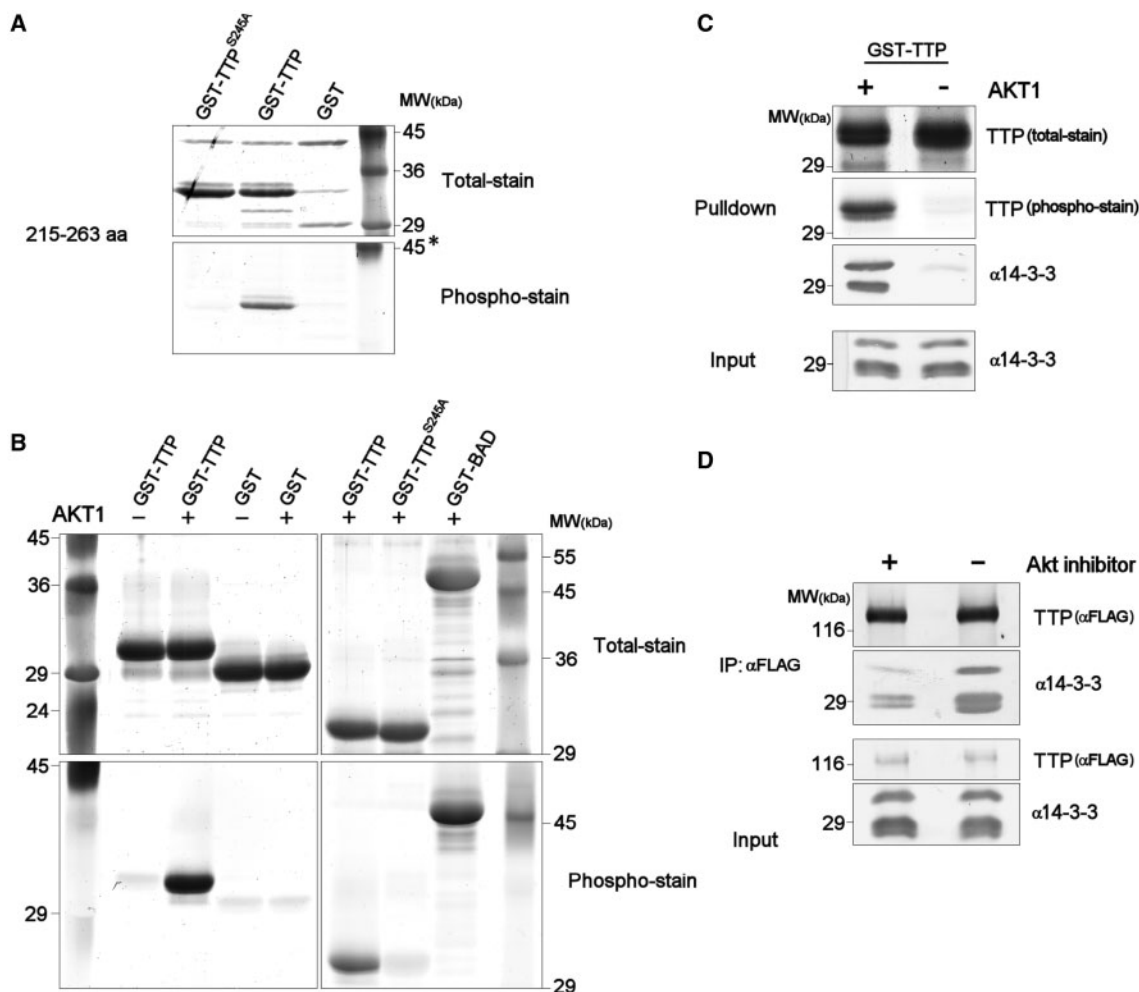 A
GST-TTP^S245A
GST-TTP
GST
MW(kDa)
45
36
Total-stain
29
215-263 aa
45*
Phospho-stain
B
GST-TTP
GST-TTP
GST
GST
GST-TTP
GST-TTP^S245A
GST-BAD
AKT1 − + − + + + + MW(kDa)
45
36
29
24
55
45
Total-stain
36
29
45
29
45
Phospho-stain
29
C
GST-TTP
+ - AKT1
MW(kDa)
TTP (total-stain)
29
Pulldown
TTP (phospho-stain)
29
α14-3-3
29
Input
29
α14-3-3
D
+ − Akt inhibitor
MW(kDa)
TTP (αFLAG)
116
IP: αFLAG
α14-3-3
29
TTP (αFLAG)
116
α14-3-3
29
Input